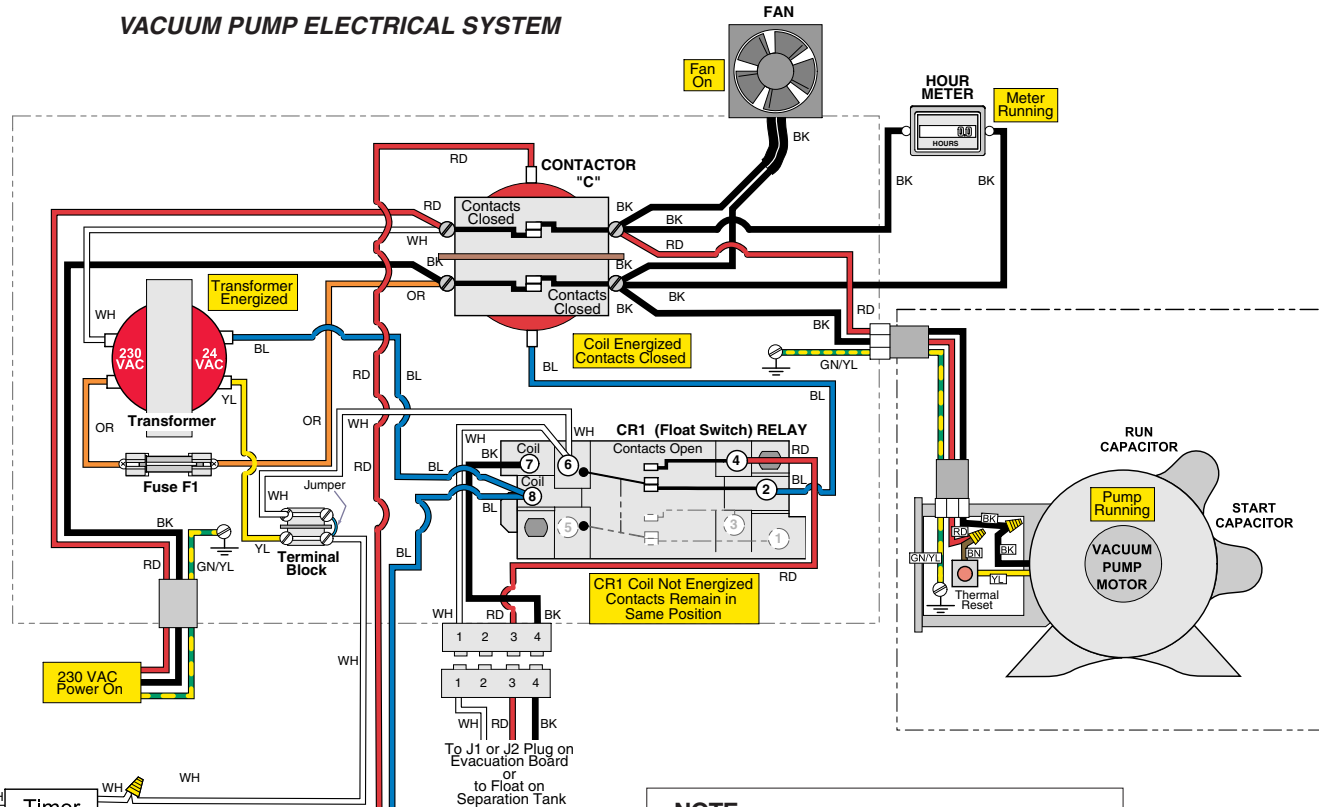 VACUUM PUMP ELECTRICAL SYSTEM
FAN
Fan
On
BK
HOUR
METER
Meter
Running
00
HOURS
BK
BK
RD
CONTACTOR
"C"
Contacts
Closed
RD
WH
BK
OR
BK
BK
RD
BK
BK
BK
Contacts
Closed
Transformer
Energized
WH
230
VAC
24
VAC
BL
YL
Transformer
OR
OR
Fuse F1
Coil Energized
Contacts Closed
BL
BL
RD
BL
BK
RD
GN/YL
CR1 (Float Switch) RELAY
Contacts Open
WH
WH
WH
BK
Coil
7
6
4
RD
Coil
8
2
BL
BL
BL
5
3
1
RD
WH
Jumper
YL
Terminal
Block
BL
RD
CR1 Coil Not Energized
Contacts Remain in
Same Position
BK
RD
GN/YL
230 VAC
Power On
WH
WH
RD
BK
1 2 3 4
1 2 3 4
WH
RD
BK
To J1 or J2 Plug on
Evacuation Board
or
to Float on
Separation Tank
RUN
CAPACITOR
START
CAPACITOR
Pump
Running
VACUUM
PUMP
MOTOR
BK
RD
BN
BK
YL
GN/YL
Thermal
Reset
WH
WH
H
Timer
NOTE